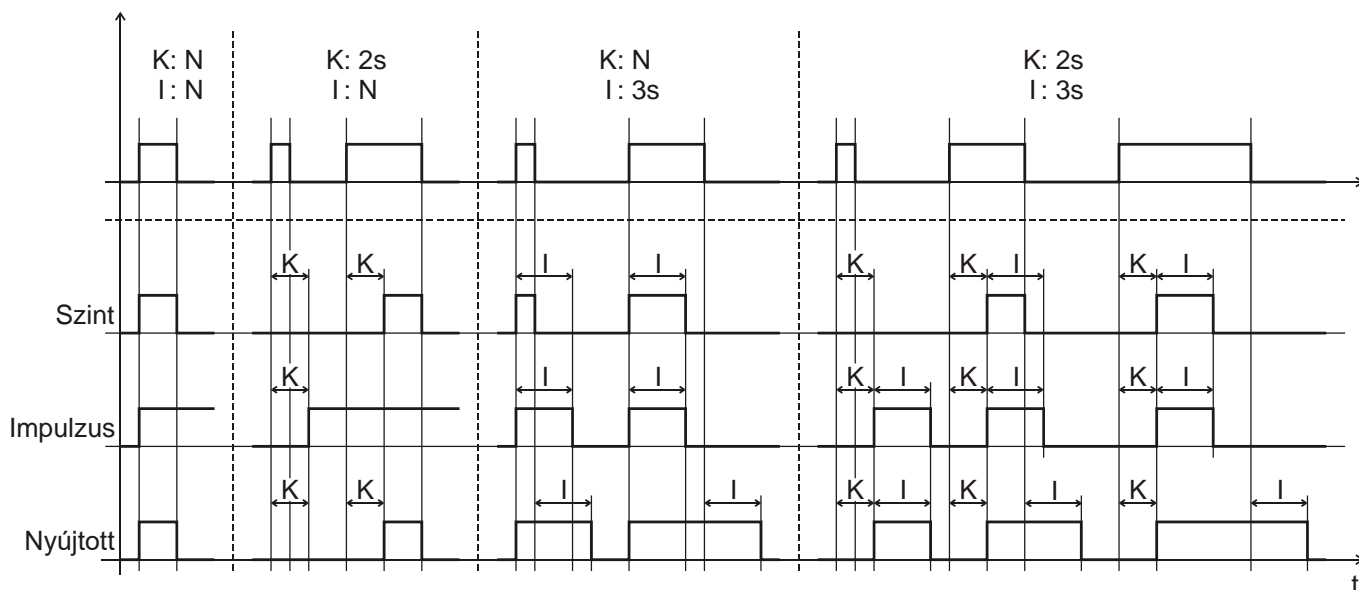 K: N K: 2s K: N K: 2s
I : N I : N I : 3s I : 3s
K K I I K K I K I
Szint
K I I K I K I K I
Impulzus
K K I I K I K I K I
Nyújtott
t